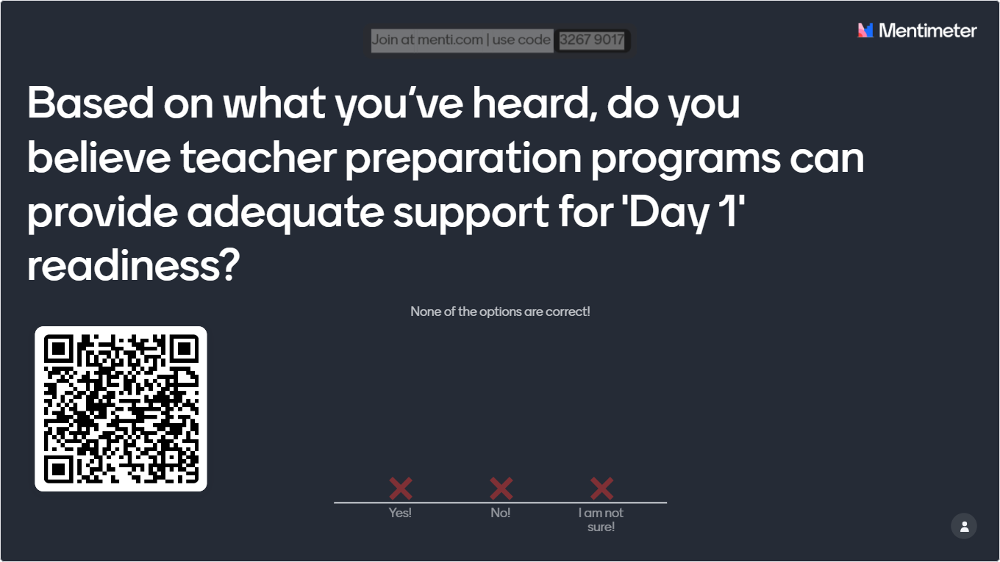 Join at menti.com | use code 3267 9017
Mentimeter
Based on what you’ve heard, do you
believe teacher preparation programs can
provide adequate support for 'Day 1'
readiness?
None of the options are correct!
Yes!
No!
I am not
sure!